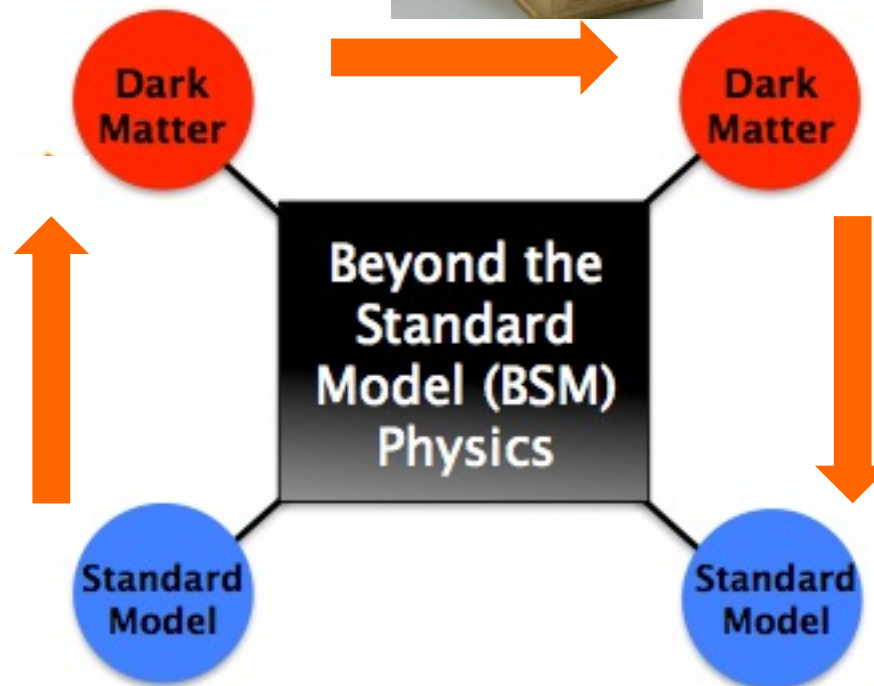 Dark
Matter
Dark
Matter
Beyond the
Standard
Model (BSM)
Physics
Standard
Model
Standard
Model